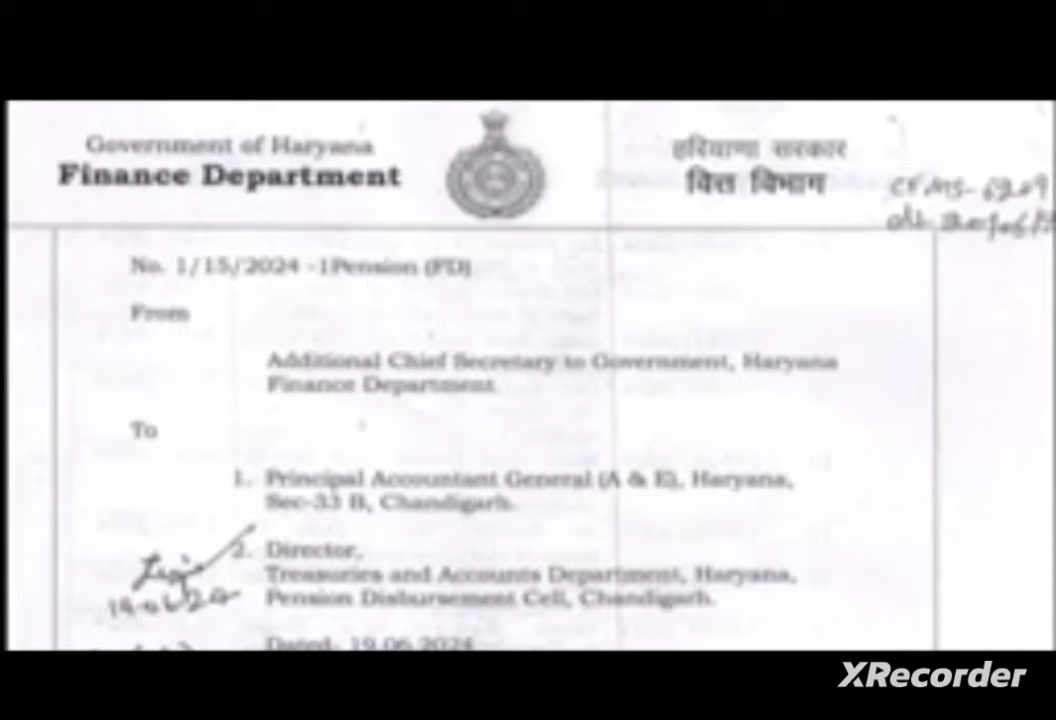 Government of Haryana
Finance Department
हरियाणा सरकार
वित्त विभाग
No. 1/15/2024 -1Pension (FD)
From
Additional Chief Secretary to Government, Haryana
Finance Department
To
1. Principal Accountant General (A & E), Haryana,
Sec-33 B, Chandigarh.
2. Director,
Treasuries and Accounts Department, Haryana,
Pension Disbursement Cell, Chandigarh.
Dated- 19.06.2024
XRecorder